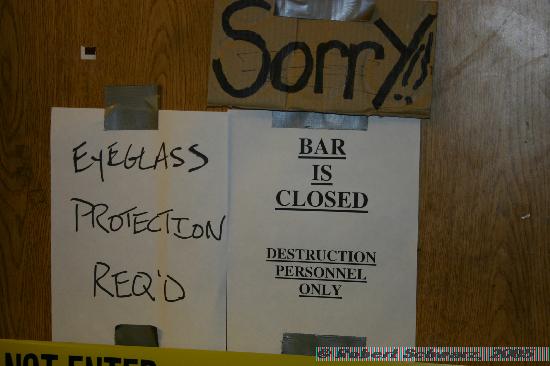 Sorry!!
EYEGLASS
PROTECTION
REQ'D
BAR
IS
CLOSED
DESTRUCTION
PERSONNEL
ONLY
NOT ENTER